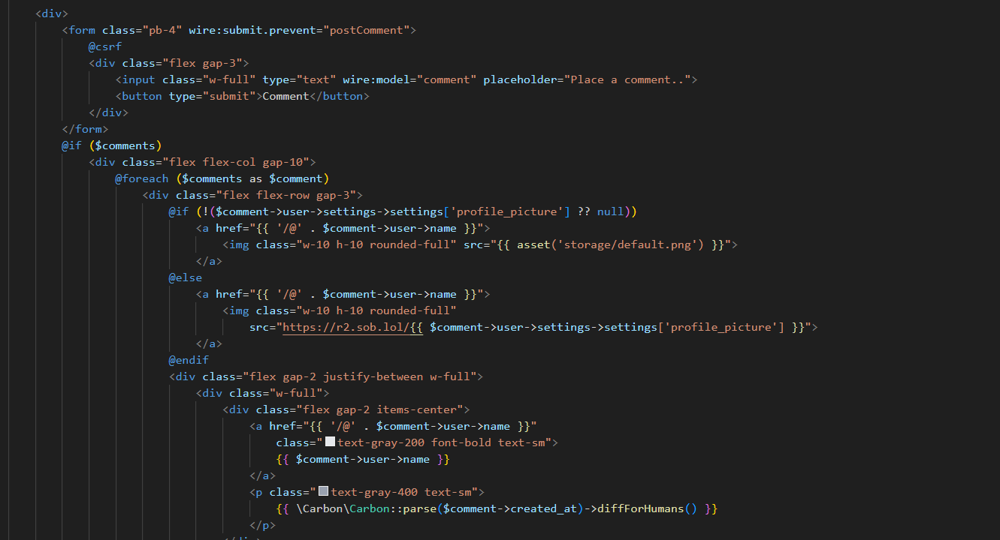 <div>
<form class="pb-4" wire:submit.prevent="postComment">
@csrf
<div class="flex gap-3">
<input class="w-full" type="text" wire:model="comment" placeholder="Place a comment..">
<button type="submit">Comment</button>
</div>
</form>
@if ($comments)
<div class="flex flex-col gap-10">
@foreach ($comments as $comment)
<div class="flex flex-row gap-3">
@if (!($comment->user->settings->settings['profile_picture'] ?? null))
<a href="{{ '/@' . $comment->user->name }}">
<img class="w-10 h-10 rounded-full" src="{{ asset('storage/default.png') }}">
</a>
@else
<a href="{{ '/@' . $comment->user->name }}">
<img class="w-10 h-10 rounded-full"
src="https://r2.sob.lol/{{ $comment->user->settings->settings['profile_picture'] }}">
</a>
@endif
<div class="flex gap-2 justify-between w-full">
<div class="w-full">
<div class="flex gap-2 items-center">
<a href="{{ '/@' . $comment->user->name }}"
class="text-gray-200 font-bold text-sm">
{{ $comment->user->name }}
</a>
<p class="text-gray-400 text-sm">
{{ \Carbon\Carbon::parse($comment->created_at)->diffForHumans() }}
</p>